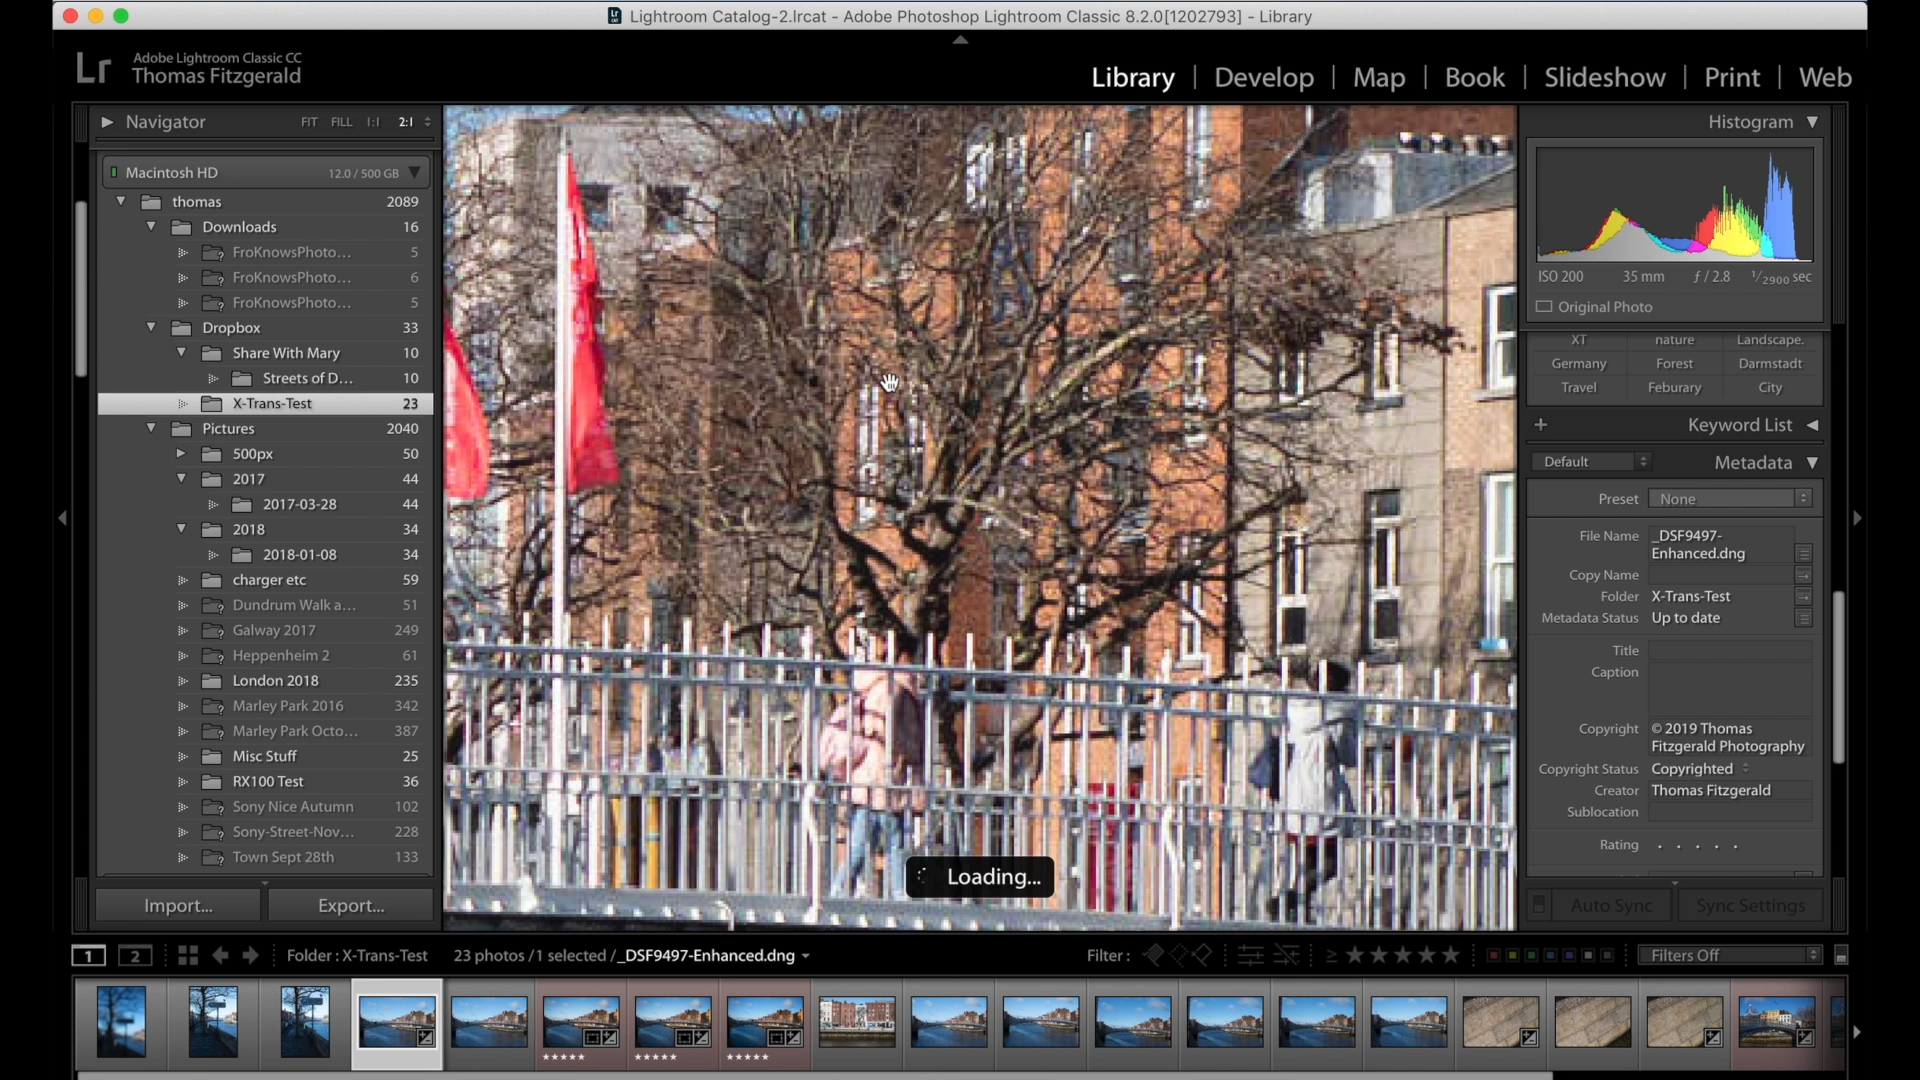 Lightroom Catalog-2.lrcat - Adobe Photoshop Lightroom Classic 8.2.0[1202793] - Library
Lr
Adobe Lightroom Classic CC
Thomas Fitzgerald
Library | Develop | Map | Book | Slideshow | Print | Web
Navigator FIT FILL 1:1 2:1
Macintosh HD 12.0 / 500 GB
thomas 2089
Downloads 16
FroKnowsPhoto... 5
FroKnowsPhoto... 6
FroKnowsPhoto... 5
Dropbox 33
Share With Mary 10
Streets of D... 10
X-Trans-Test 23
Pictures 2040
500px 50
2017 44
2017-03-28 44
2018 34
2018-01-08 34
charger etc 59
Dundrum Walk a... 51
Galway 2017 249
Heppenheim 2 61
London 2018 235
Marley Park 2016 342
Marley Park Octo... 387
Misc Stuff 25
RX100 Test 36
Sony Nice Autumn 102
Sony-Street-Nov... 228
Town Sept 28th 133
Import... Export...
Loading...
Histogram
ISO 200 35 mm ƒ / 2.8 1/2900 sec
Original Photo
XT nature Landscape.
Germany Forest Darmstadt
Travel Feburary City
+ Keyword List
Default Metadata
Preset None
File Name _DSF9497-
Enhanced.dng
Copy Name
Folder X-Trans-Test
Metadata Status Up to date
Title
Caption
Copyright © 2019 Thomas
Fitzgerald Photography
Copyright Status Copyrighted
Creator Thomas Fitzgerald
Sublocation
Rating . . . . .
Auto Sync Sync Settings
1 2 Folder : X-Trans-Test 23 photos / 1 selected / _DSF9497-Enhanced.dng Filter : ≥ ★★★★★ Filters Off
★★★★★ ★★★★★ ★★★★★